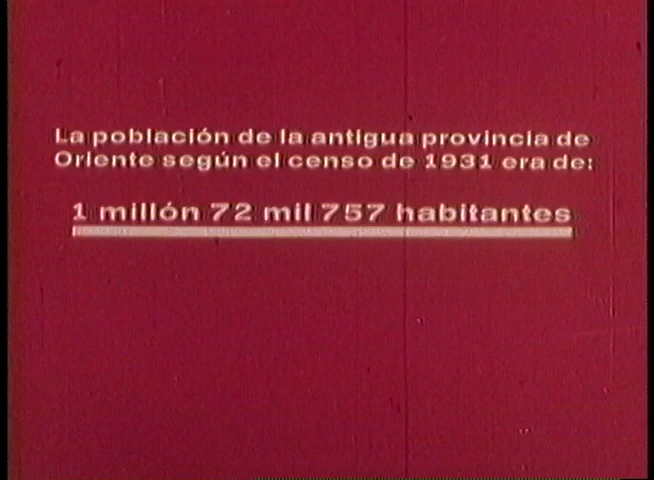 La población de la antigua provincia de
Oriente según el censo de 1931 era de:
1 millón 72 mil 757 habitantes